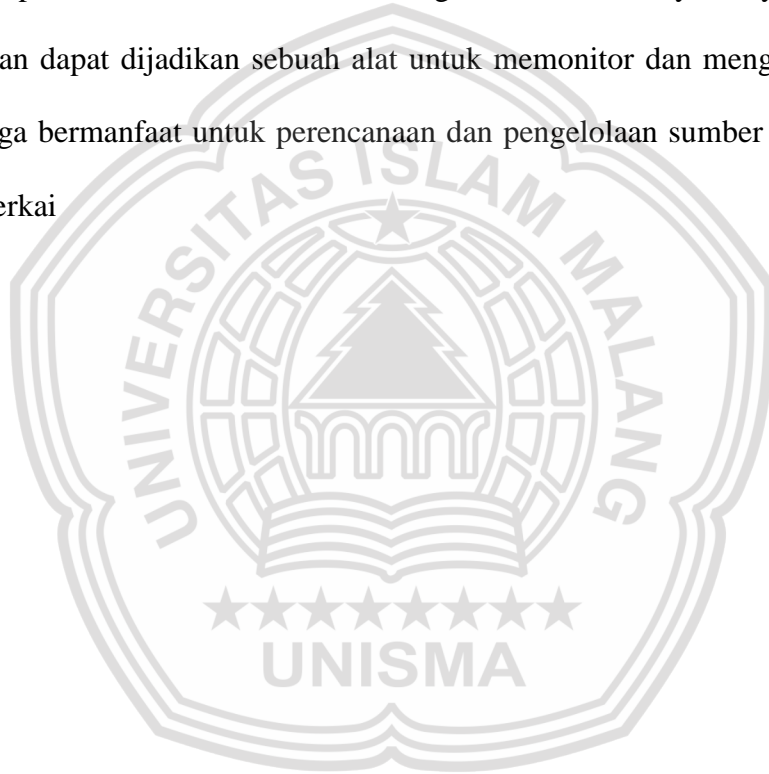 an dapat dijadikan sebuah alat untuk memonitor dan meng
ga bermanfaat untuk perencanaan dan pengelolaan sumber
erkai
UNIVERSITAS ISLAM MALANG
UNISMA